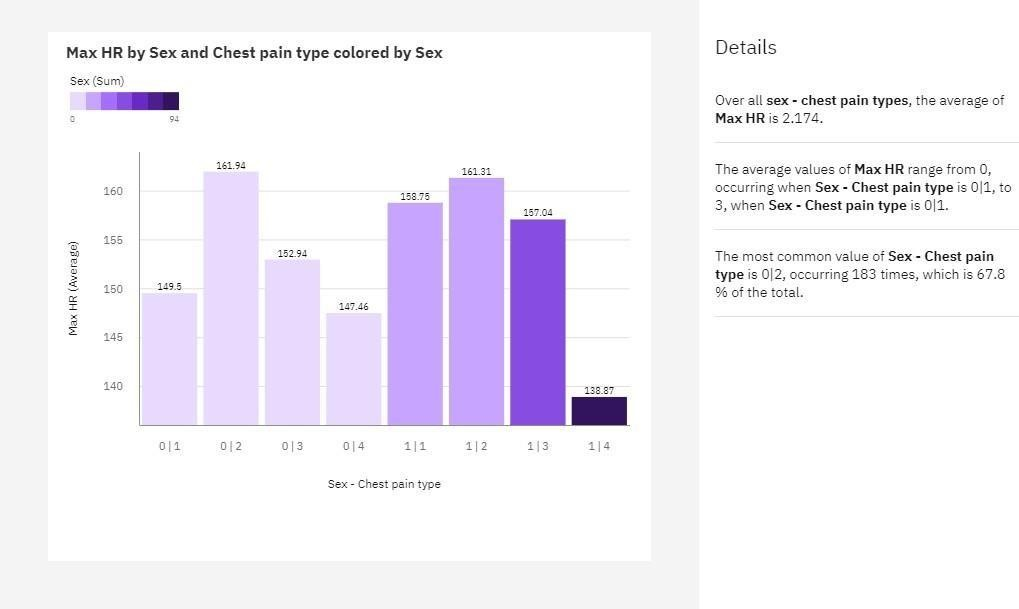 Max HR by Sex and Chest pain type colored by Sex
Sex (Sum)
0 94
161.94
161.31
158.75
157.04
152.94
149.5
147.46
138.87
160
155
150
145
140
Max HR (Average)
0|1 0|2 0|3 0|4 1|1 1|2 1|3 1|4
Sex - Chest pain type
Details
Over all sex - chest pain types, the average of
Max HR is 2.174.
The average values of Max HR range from 0,
occurring when Sex - Chest pain type is 0|1, to
3, when Sex - Chest pain type is 0|1.
The most common value of Sex - Chest pain
type is 0|2, occurring 183 times, which is 67.8
% of the total.